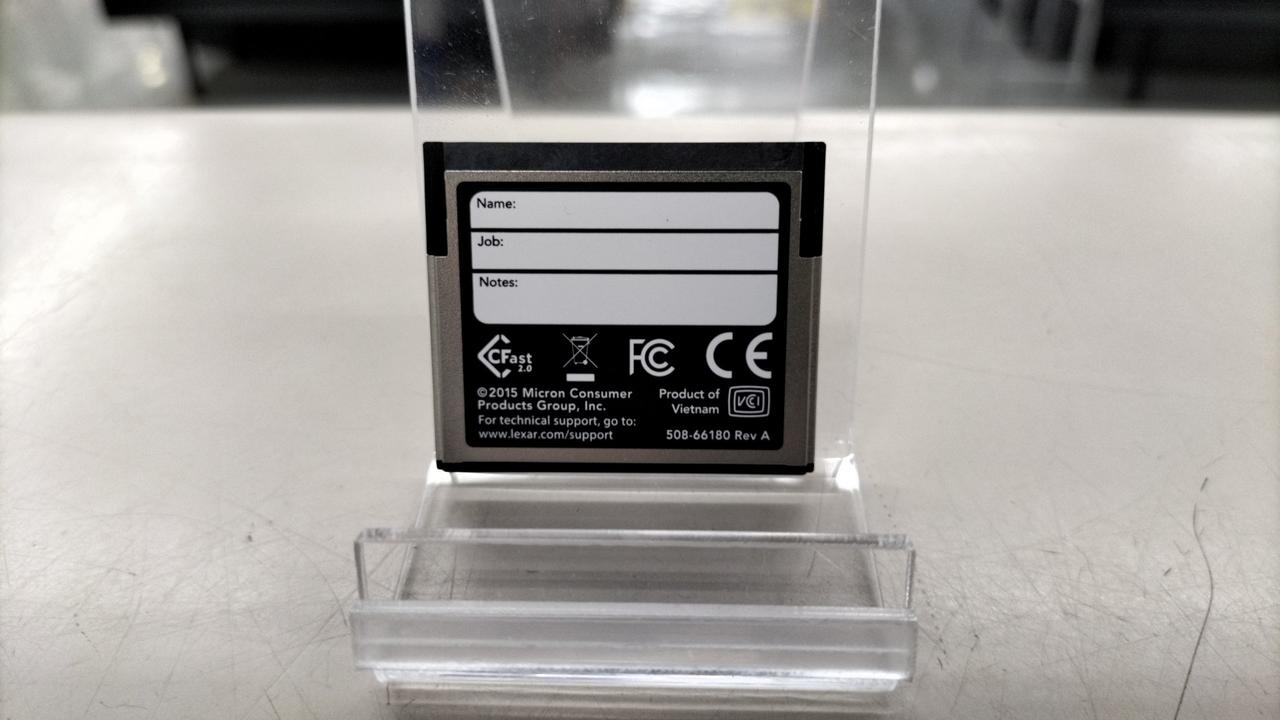 Name:
Job:
Notes:
CFast 2.0
FC
CE
©2015 Micron Consumer
Products Group, Inc.
Product of
Vietnam
VCCI
For technical support, go to:
www.lexar.com/support
508-66180 Rev A